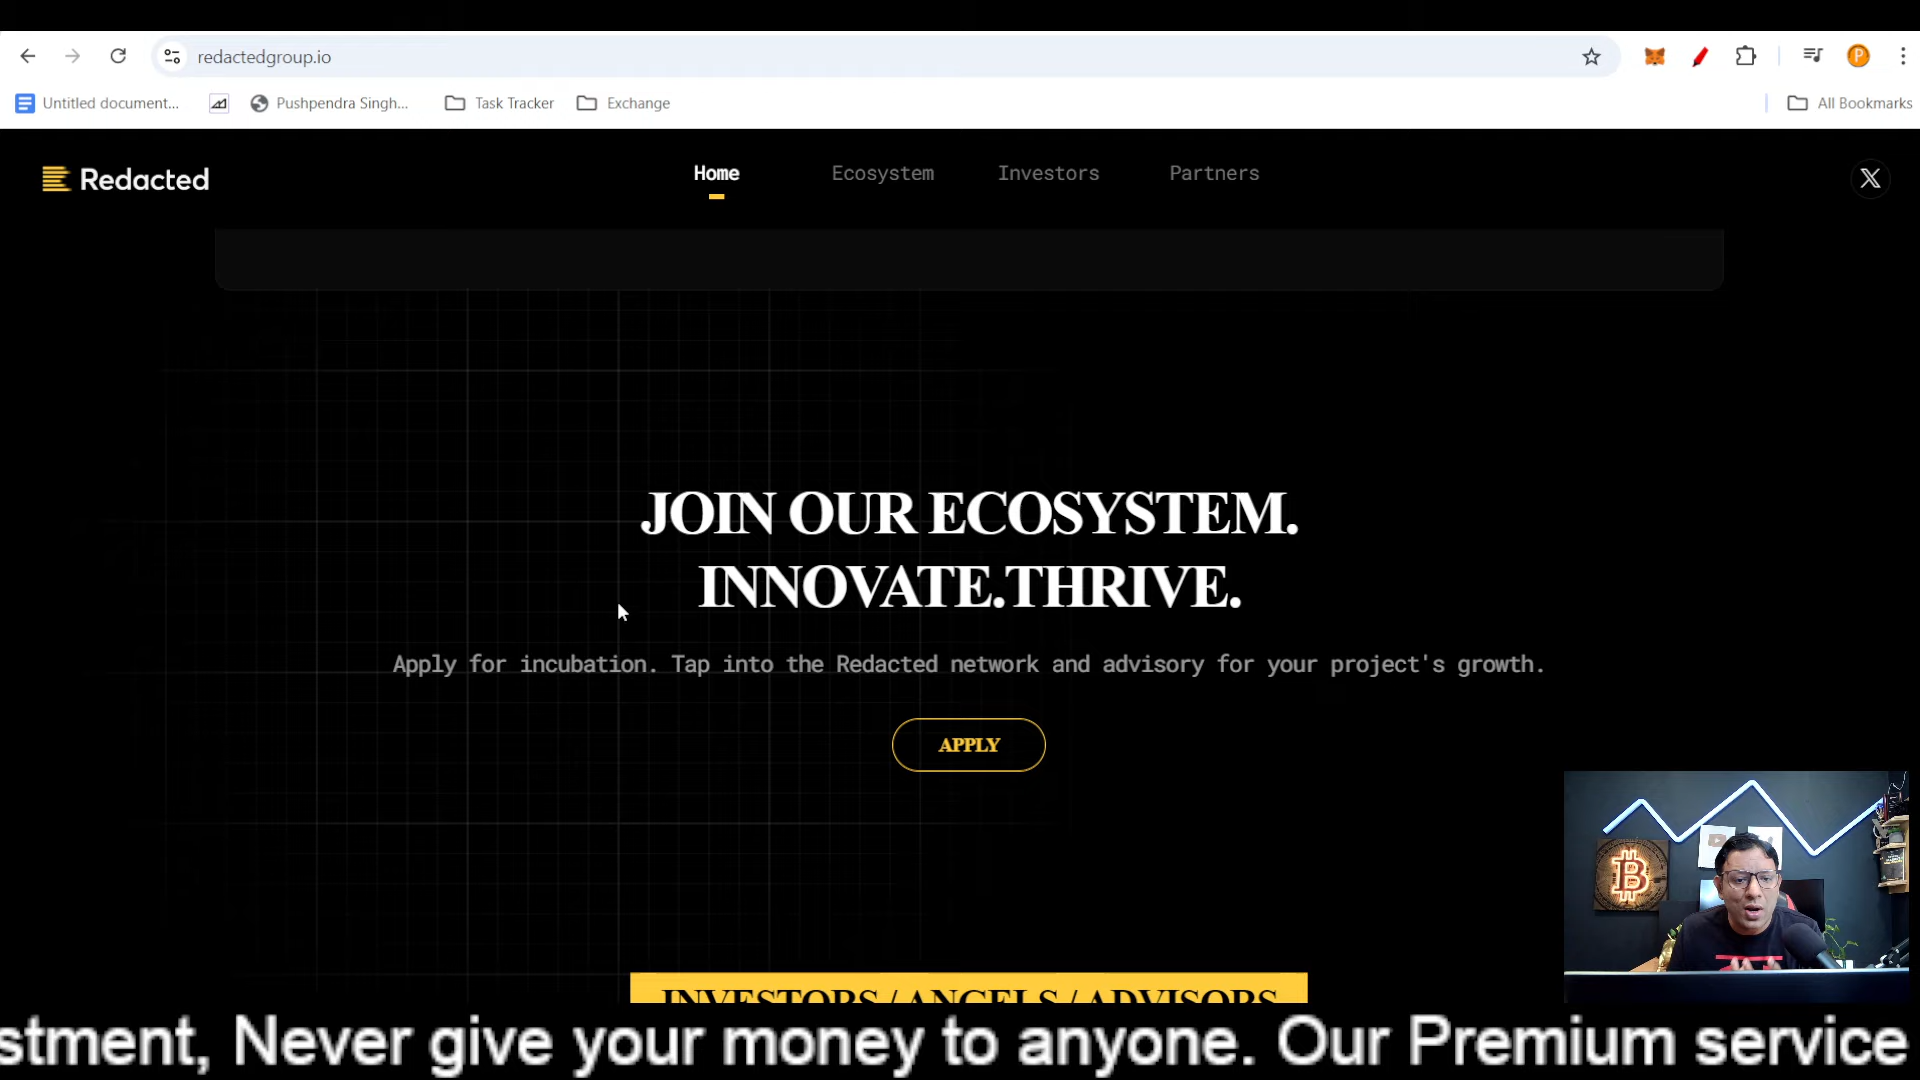 redactedgroup.io
Untitled document...
Pushpendra Singh...
Task Tracker
Exchange
All Bookmarks
Redacted
Home
Ecosystem
Investors
Partners
JOIN OUR ECOSYSTEM.
INNOVATE.THRIVE.
Apply for incubation. Tap into the Redacted network and advisory for your project's growth.
APPLY
INVESTORS / ANGELS / ADVISORS
stment, Never give your money to anyone. Our Premium service